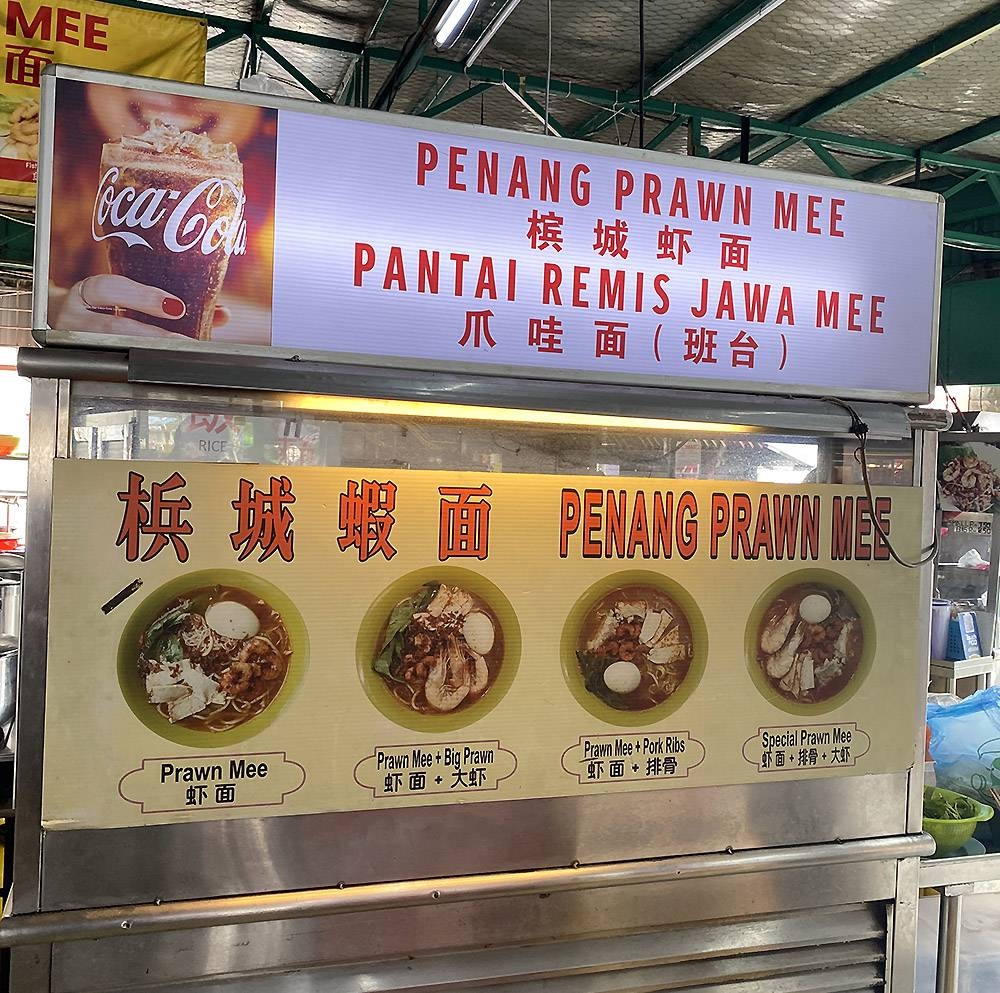 MEE
面
Coca-Cola
PENANG PRAWN MEE
槟城虾面
PANTAI REMIS JAWA MEE
爪哇面(班台)
RICE
梹城蝦面 PENANG PRAWN MEE
Prawn Mee
虾面
Prawn Mee + Big Prawn
虾面 + 大虾
Prawn Mee + Pork Ribs
虾面 + 排骨
Special Prawn Mee
虾面 + 排骨 + 大虾